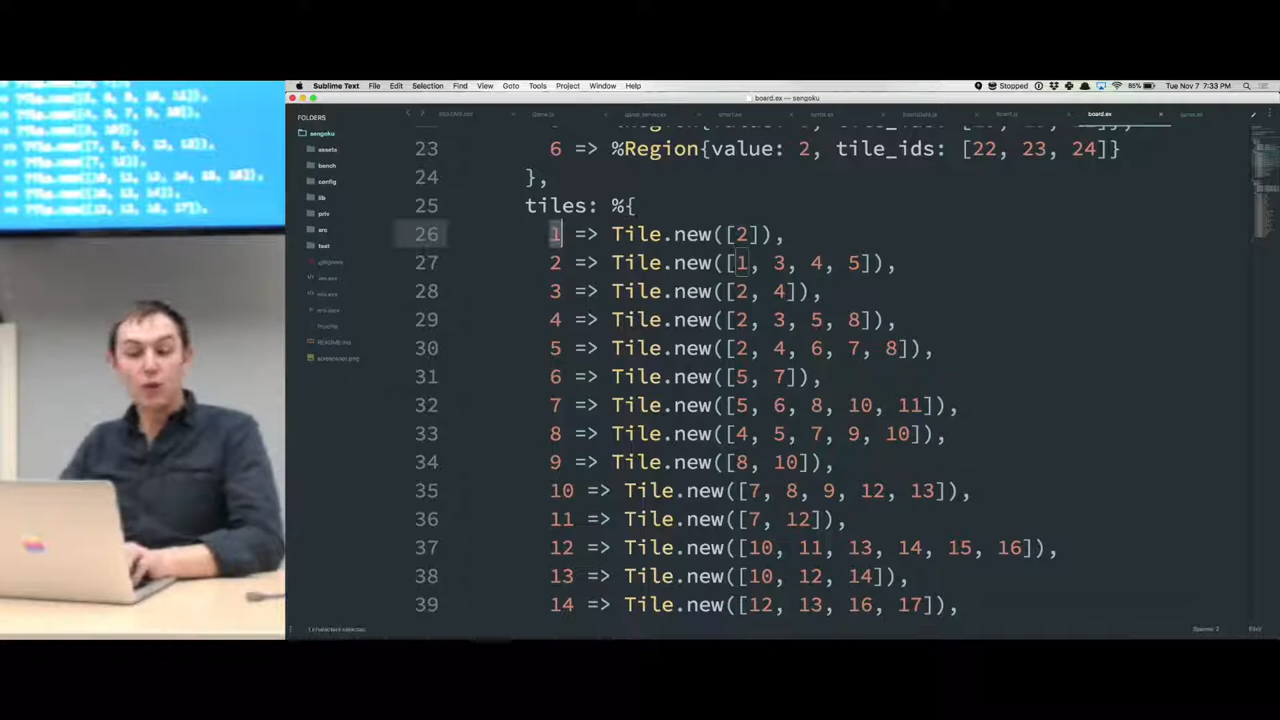 Sublime Text File Edit Selection Find View Goto Tools Project Window Help Stopped 85% Tue Nov 7 7:33 PM
board.ex — sengoku
FOLDERS
sengoku
assets
bench
config
lib
priv
src
test
README.md
screenshot.png
board.ex
23 6 => %Region{value: 2, tile_ids: [22, 23, 24]}
24 },
25 tiles: %{
26 1 => Tile.new([2]),
27 2 => Tile.new([1, 3, 4, 5]),
28 3 => Tile.new([2, 4]),
29 4 => Tile.new([2, 3, 5, 8]),
30 5 => Tile.new([2, 4, 6, 7, 8]),
31 6 => Tile.new([5, 7]),
32 7 => Tile.new([5, 6, 8, 10, 11]),
33 8 => Tile.new([4, 5, 7, 9, 10]),
34 9 => Tile.new([8, 10]),
35 10 => Tile.new([7, 8, 9, 12, 13]),
36 11 => Tile.new([7, 12]),
37 12 => Tile.new([10, 11, 13, 14, 15, 16]),
38 13 => Tile.new([10, 12, 14]),
39 14 => Tile.new([12, 13, 16, 17]),
1 characters selected
Spaces: 2
Elixir